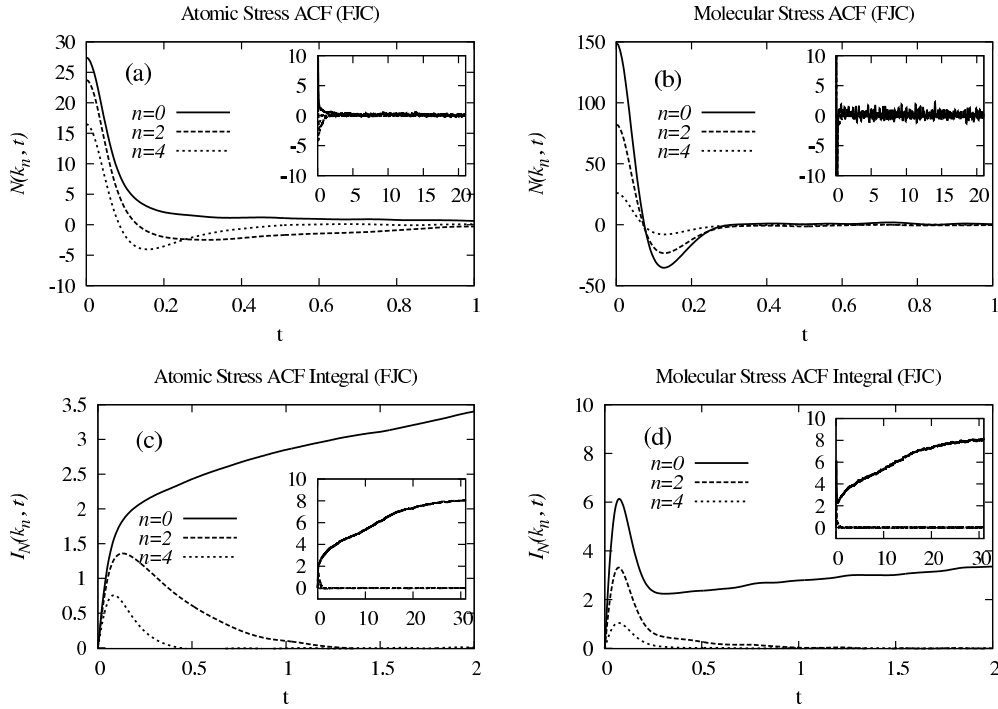 Atomic Stress ACF (FJC)
30
25
20
15
10
5
0
-5
-10
N(kₙ, t)
(a)
n=0
n=2
n=4
10
5
0
-5
-10
0 5 10 15 20
0 0.2 0.4 0.6 0.8 1
t
Molecular Stress ACF (FJC)
150
100
50
0
-50
N(kₙ, t)
(b)
n=0
n=2
n=4
10
5
0
-5
-10
0 5 10 15 20
0 0.2 0.4 0.6 0.8 1
t
Atomic Stress ACF Integral (FJC)
3.5
3
2.5
2
1.5
1
0.5
0
I_N(kₙ, t)
(c)
n=0
n=2
n=4
10
8
6
4
2
0
0 10 20 30
0 0.5 1 1.5 2
t
Molecular Stress ACF Integral (FJC)
10
8
6
4
2
0
I_N(kₙ, t)
(d)
n=0
n=2
n=4
10
8
6
4
2
0
0 10 20 30
0 0.5 1 1.5 2
t